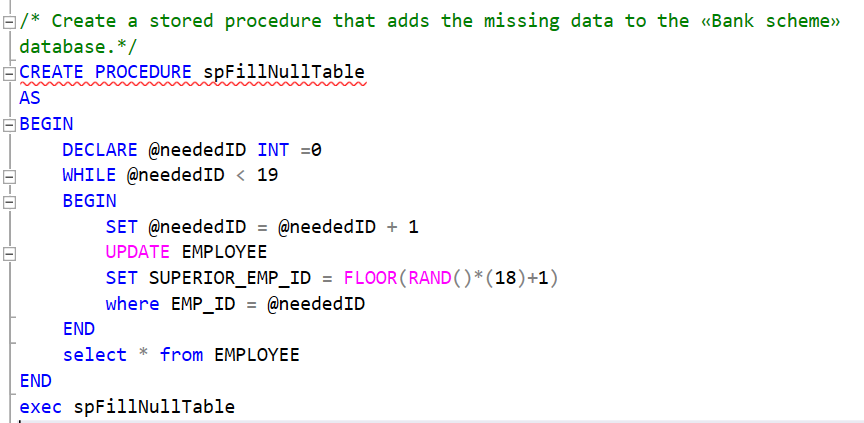 /* Create a stored procedure that adds the missing data to the «Bank scheme»
database.*/
CREATE PROCEDURE spFillNullTable
AS
BEGIN
    DECLARE @neededID INT =0
    WHILE @neededID < 19
    BEGIN
        SET @neededID = @neededID + 1
        UPDATE EMPLOYEE
        SET SUPERIOR_EMP_ID = FLOOR(RAND()*(18)+1)
        where EMP_ID = @neededID
    END
    select * from EMPLOYEE
END
exec spFillNullTable